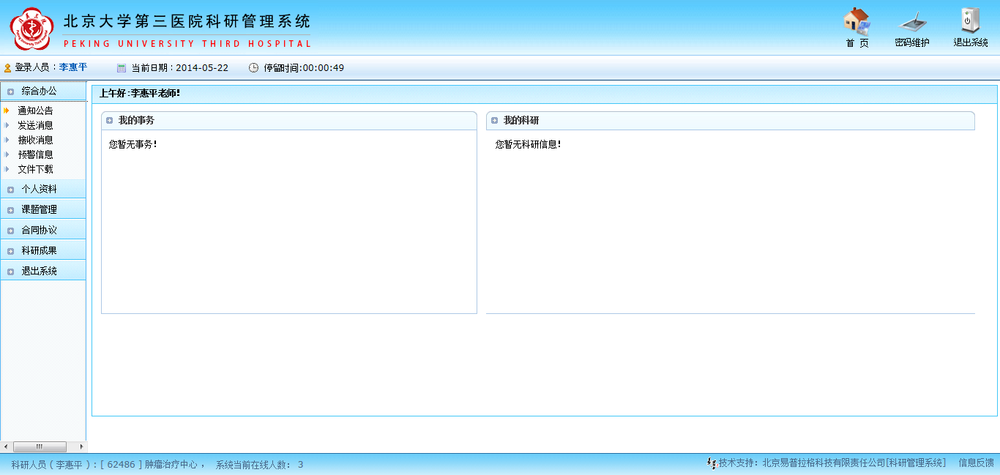 北京大学第三医院科研管理系统
PEKING UNIVERSITY THIRD HOSPITAL
首 页
密码维护
退出系统
登录人员：李惠平
当前日期：2014-05-22
停留时间:00:00:49
综合办公
通知公告
发送消息
接收消息
预警信息
文件下载
个人资料
课题管理
合同协议
科研成果
退出系统
上午好:李惠平老师!
我的事务
您暂无事务!
我的科研
您暂无科研信息!
科研人员(李惠平):[62486]肿瘤治疗中心， 系统当前在线人数： 3
技术支持：北京易普拉格科技有限责任公司[科研管理系统] 信息反馈